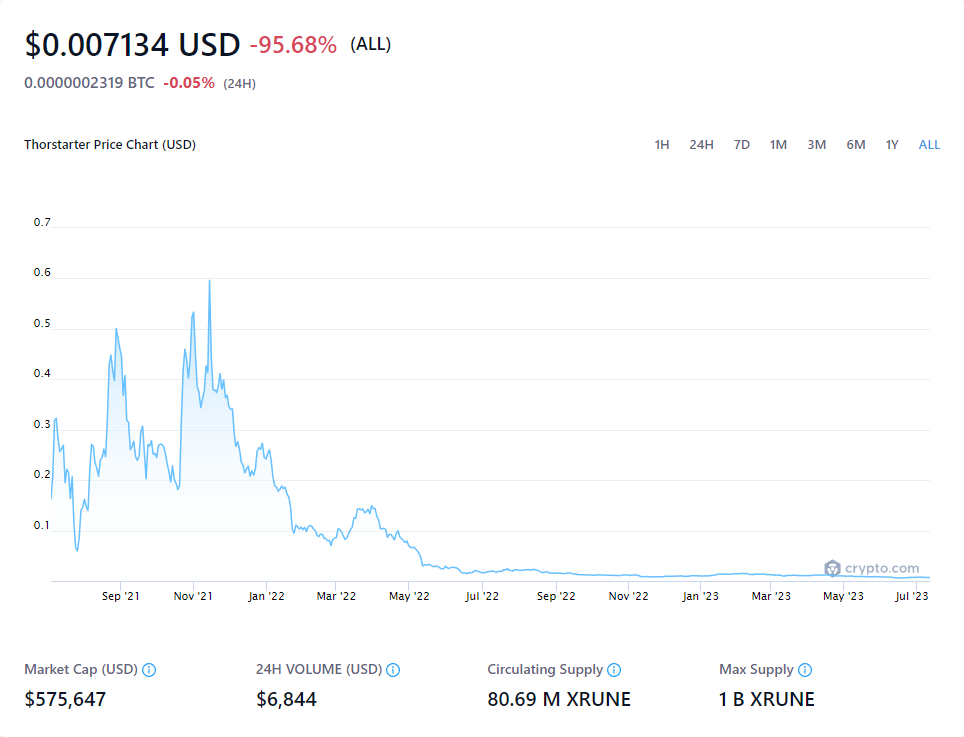 $0.007134 USD -95.68% (ALL)
0.0000002319 BTC -0.05% (24H)
Thorstarter Price Chart (USD) 1H 24H 7D 1M 3M 6M 1Y ALL
0.7
0.6
0.5
0.4
0.3
0.2
0.1
crypto.com
Sep '21 Nov '21 Jan '22 Mar '22 May '22 Jul '22 Sep '22 Nov '22 Jan '23 Mar '23 May '23 Jul '23
Market Cap (USD) 24H VOLUME (USD) Circulating Supply Max Supply
$575,647 $6,844 80.69 M XRUNE 1 B XRUNE